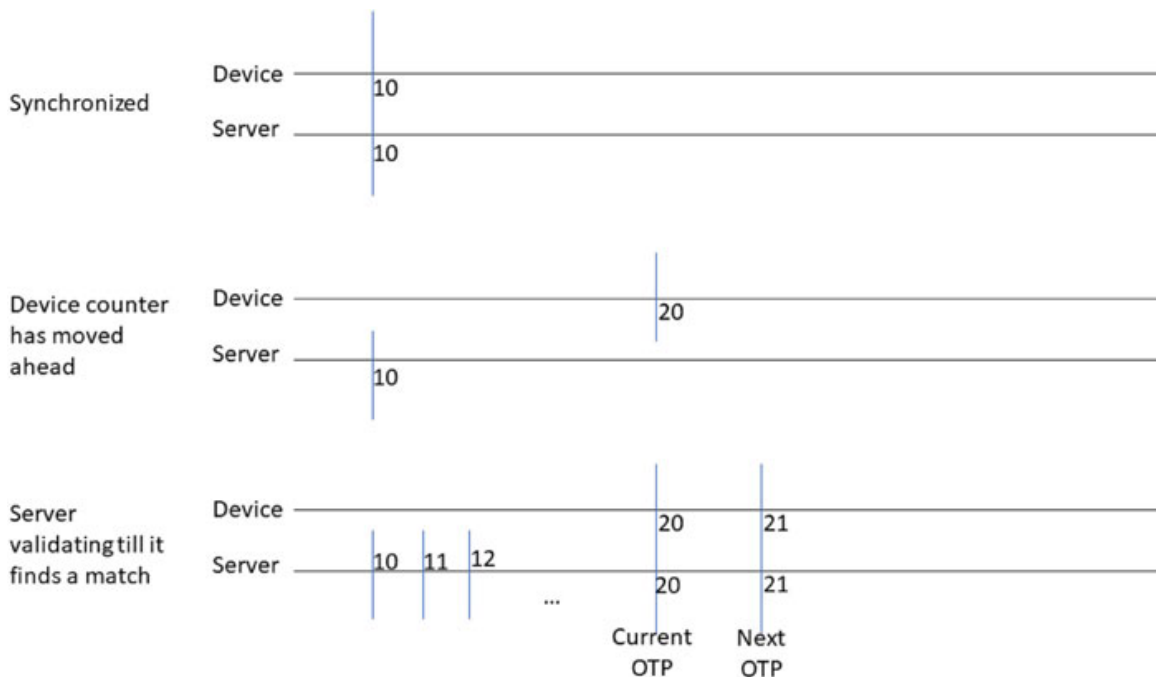 Device
10
Synchronized
Server
10
Device counter
has moved
ahead
Device
20
Server
10
Server
validating till it
finds a match
Device
20
21
Server
10
11
12
...
20
21
Current
OTP
Next
OTP